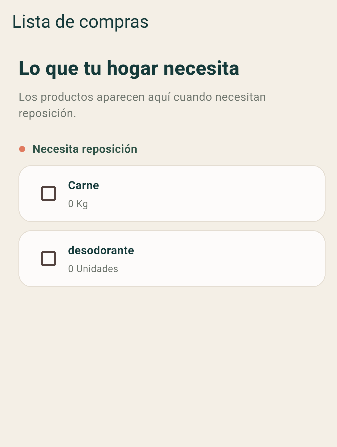 Lista de compras
Lo que tu hogar necesita
Los productos aparecen aquí cuando necesitan
reposición.
Necesita reposición
Carne
0 Kg
desodorante
0 Unidades